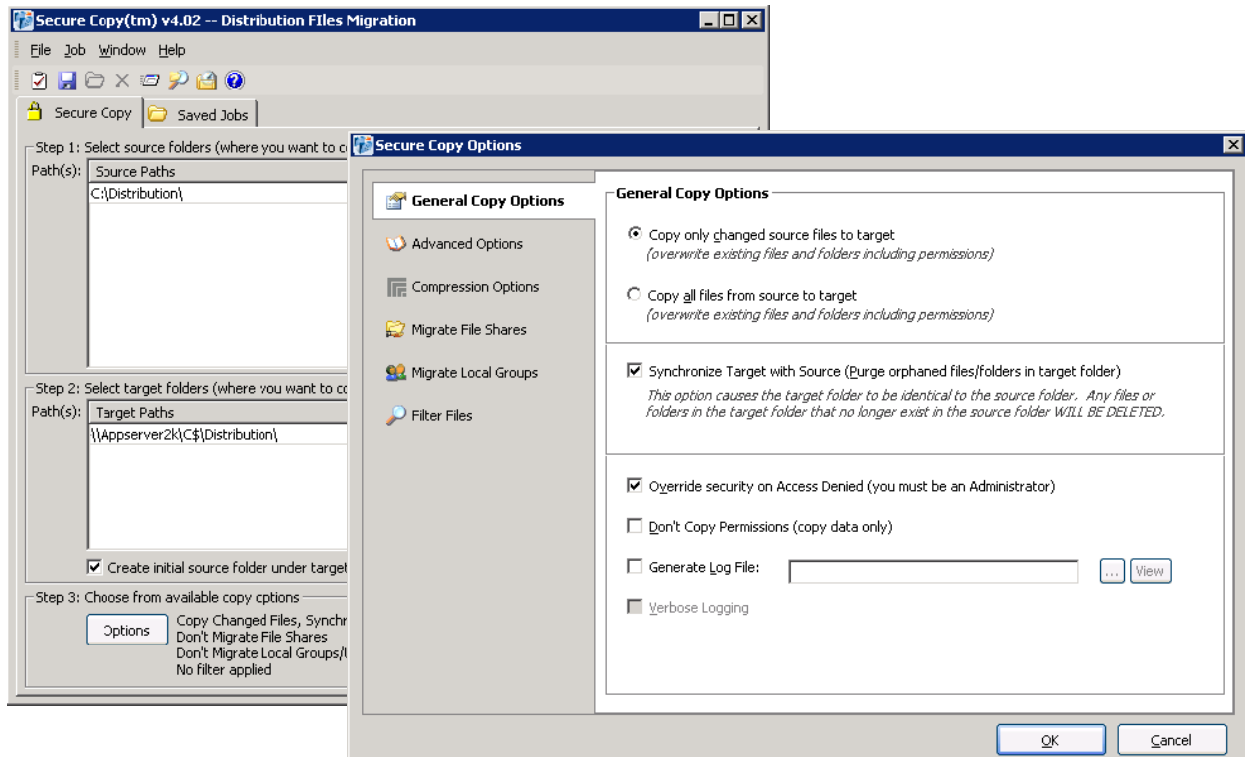 Secure Copy(tm) v4.02 -- Distribution FIles Migration
File Job Window Help
Secure Copy
Saved Jobs
Step 1: Select source folders (where you want to c
Path(s):
Source Paths
C:\Distribution\
Step 2: Select target folders (where you want to co
Path(s):
Target Paths
\\Appserver2k\C$\Distribution\
Create initial source folder under target
Step 3: Choose from available copy options
Options
Copy Changed Files, Synchr
Don't Migrate File Shares
Don't Migrate Local Groups/
No filter applied
Secure Copy Options
General Copy Options
Advanced Options
Compression Options
Migrate File Shares
Migrate Local Groups
Filter Files
General Copy Options
Copy only changed source files to target
(overwrite existing files and folders including permissions)
Copy all files from source to target
(overwrite existing files and folders including permissions)
Synchronize Target with Source (Purge orphaned files/folders in target folder)
This option causes the target folder to be identical to the source folder. Any files or
folders in the target folder that no longer exist in the source folder WILL BE DELETED.
Override security on Access Denied (you must be an Administrator)
Don't Copy Permissions (copy data only)
Generate Log File:
... View
Verbose Logging
OK
Cancel